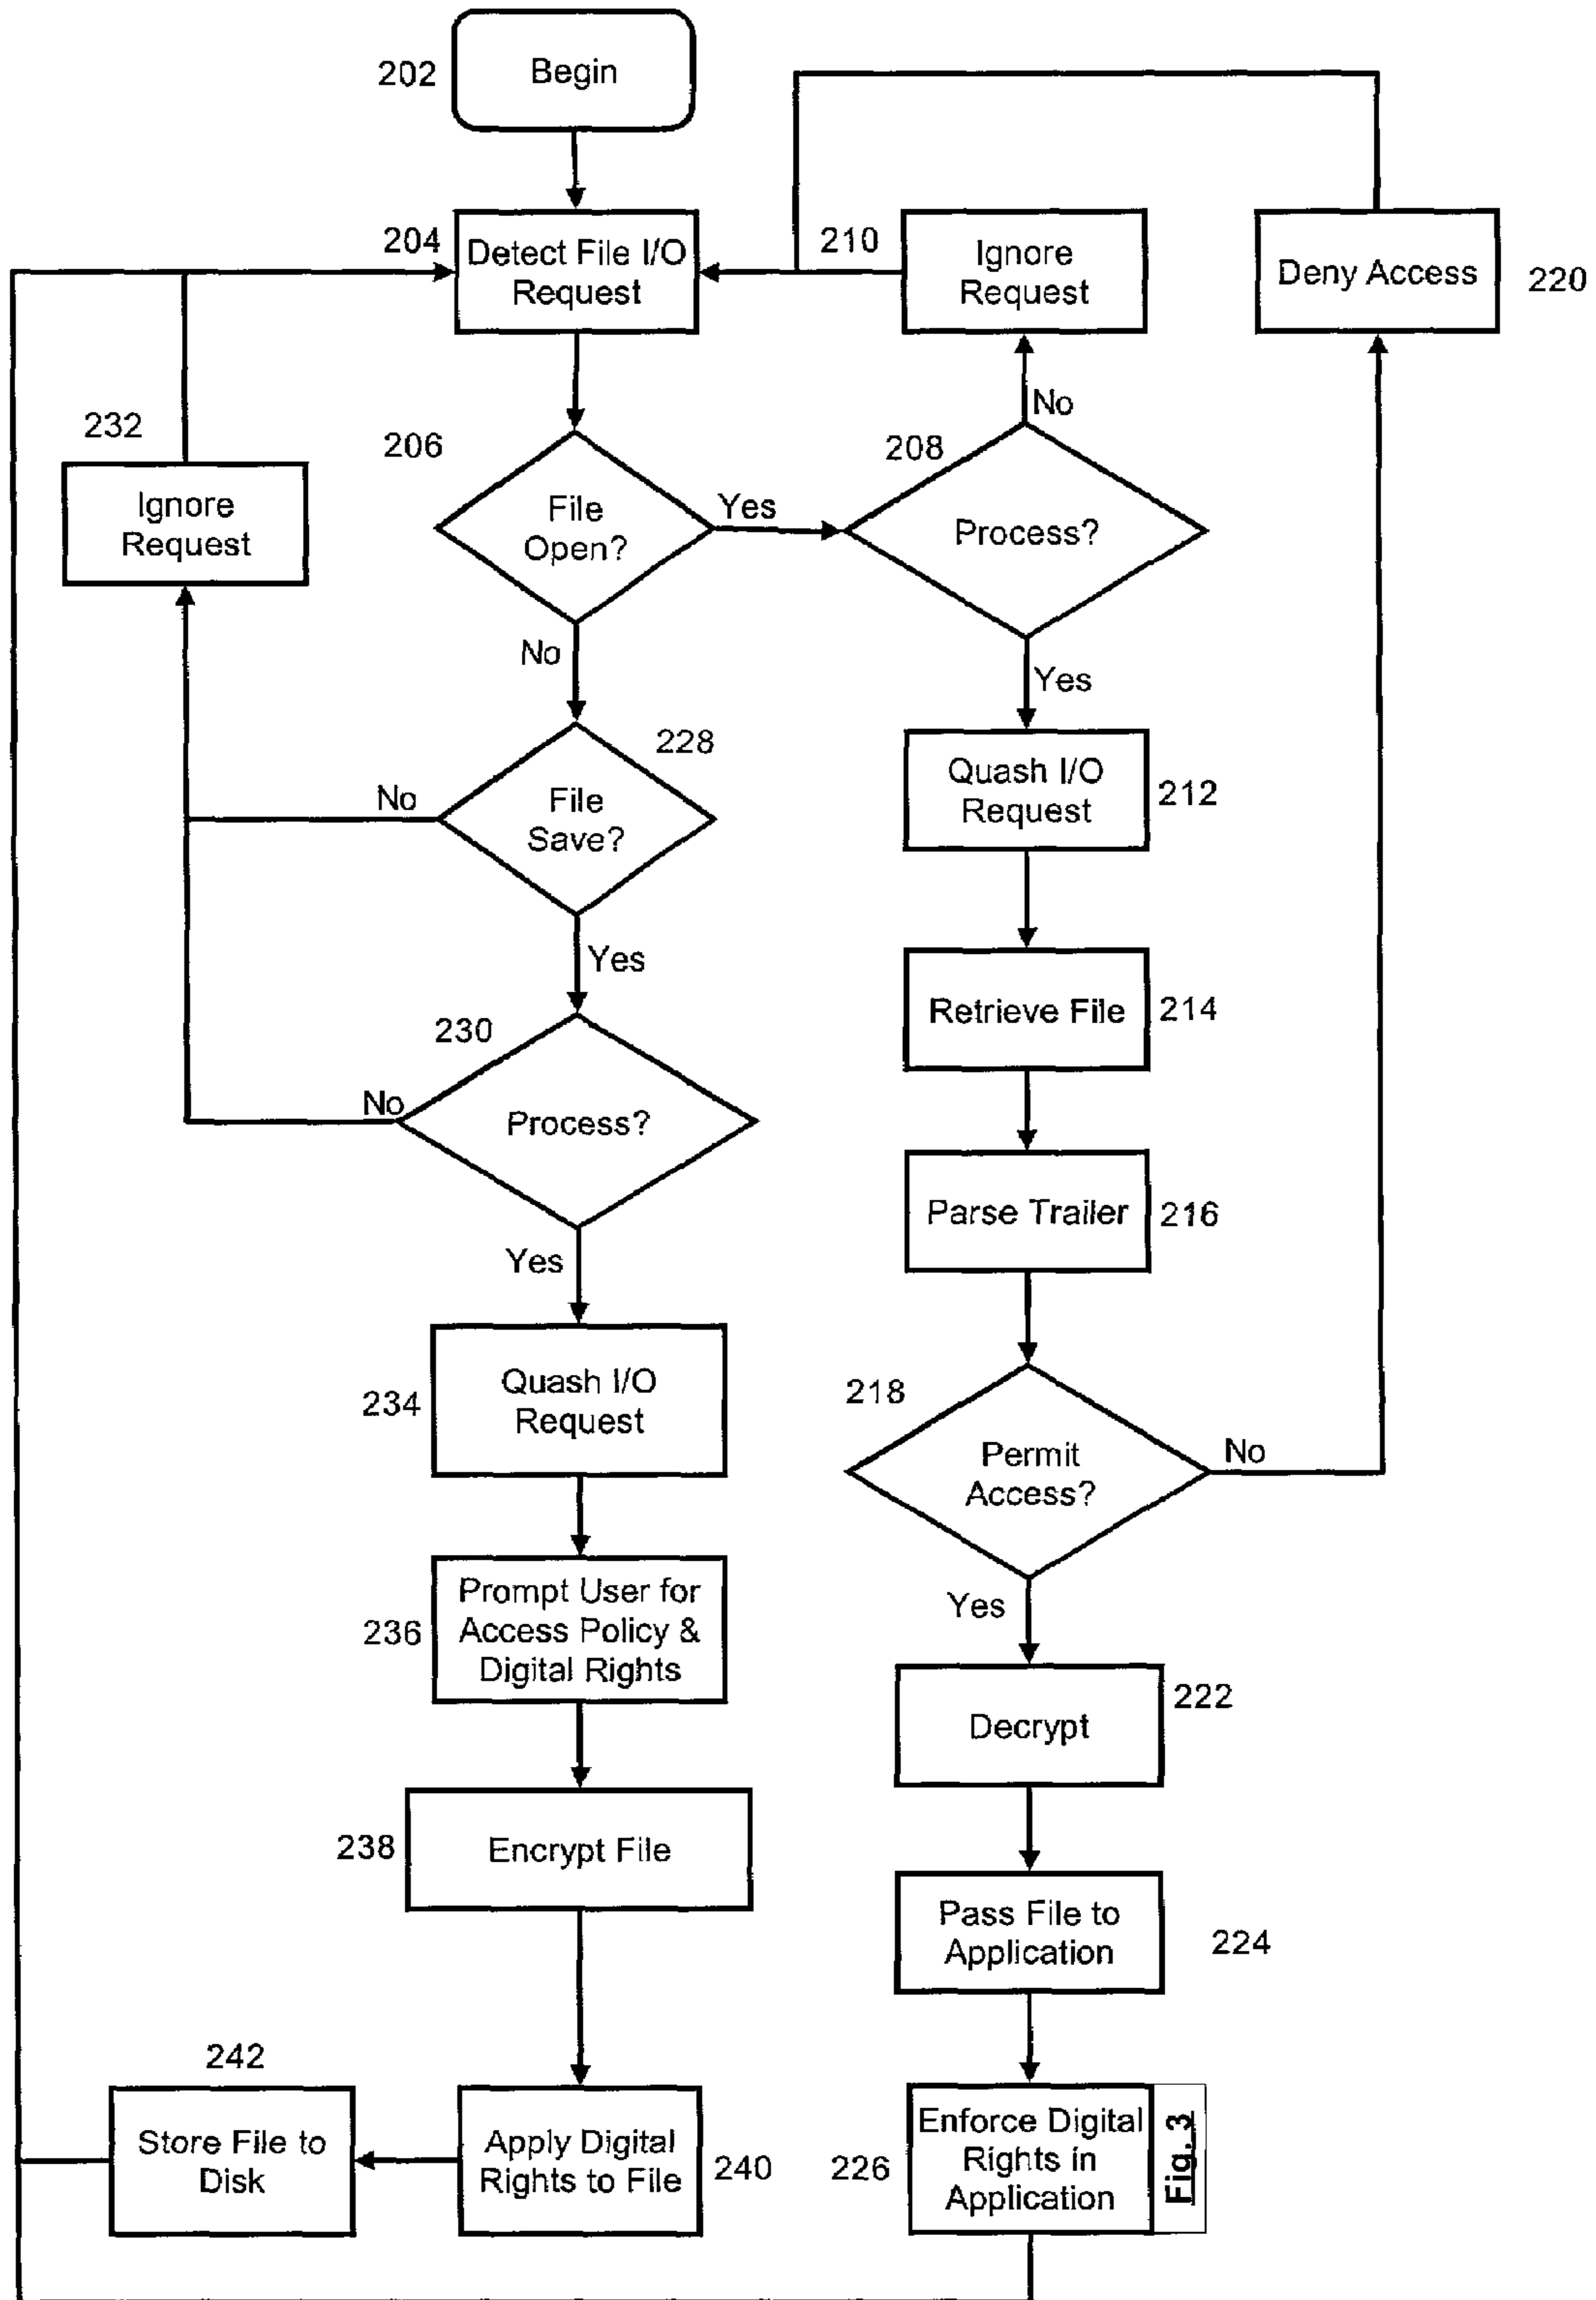 202
Begin
204
Detect File I/O
Request
210
Ignore
Request
Deny Access
220
No
232
Ignore
Request
206
File
Open?
Yes
208
Process?
No
Yes
228
File
Save?
No
Quash I/O
Request
212
Yes
Retrieve File
214
230
Process?
No
Parse Trailer
216
Yes
234
Quash I/O
Request
218
Permit
Access?
No
Yes
236
Prompt User for
Access Policy &
Digital Rights
222
Decrypt
238
Encrypt File
Pass File to
Application
224
242
Store File to
Disk
Apply Digital
Rights to File
240
226
Enforce Digital
Rights in
Application
Fig. 3